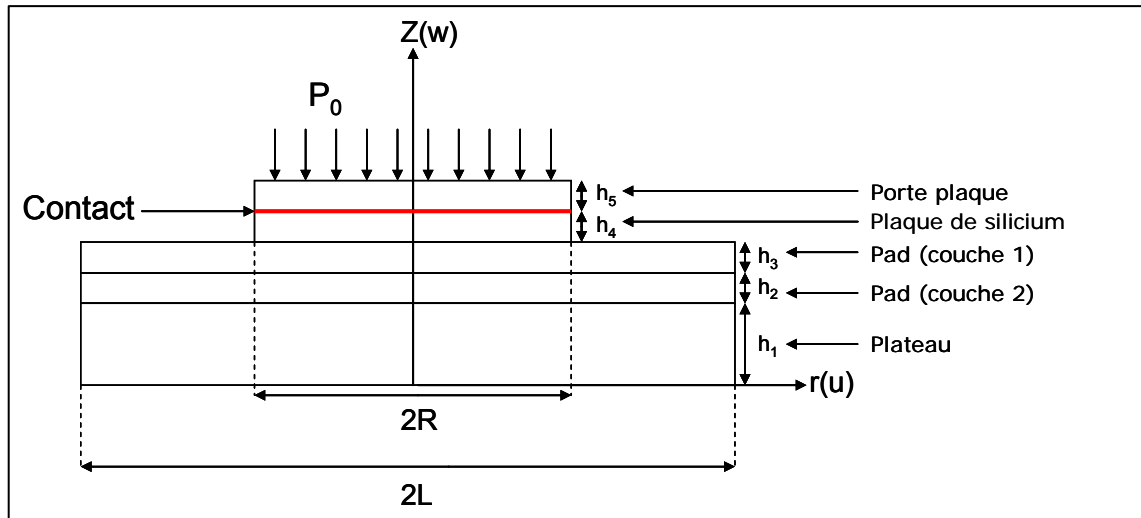 Z(w)
P0
Contact
h5
Porte plaque
h4
Plaque de silicium
h3
Pad (couche 1)
h2
Pad (couche 2)
h1
Plateau
r(u)
2R
2L